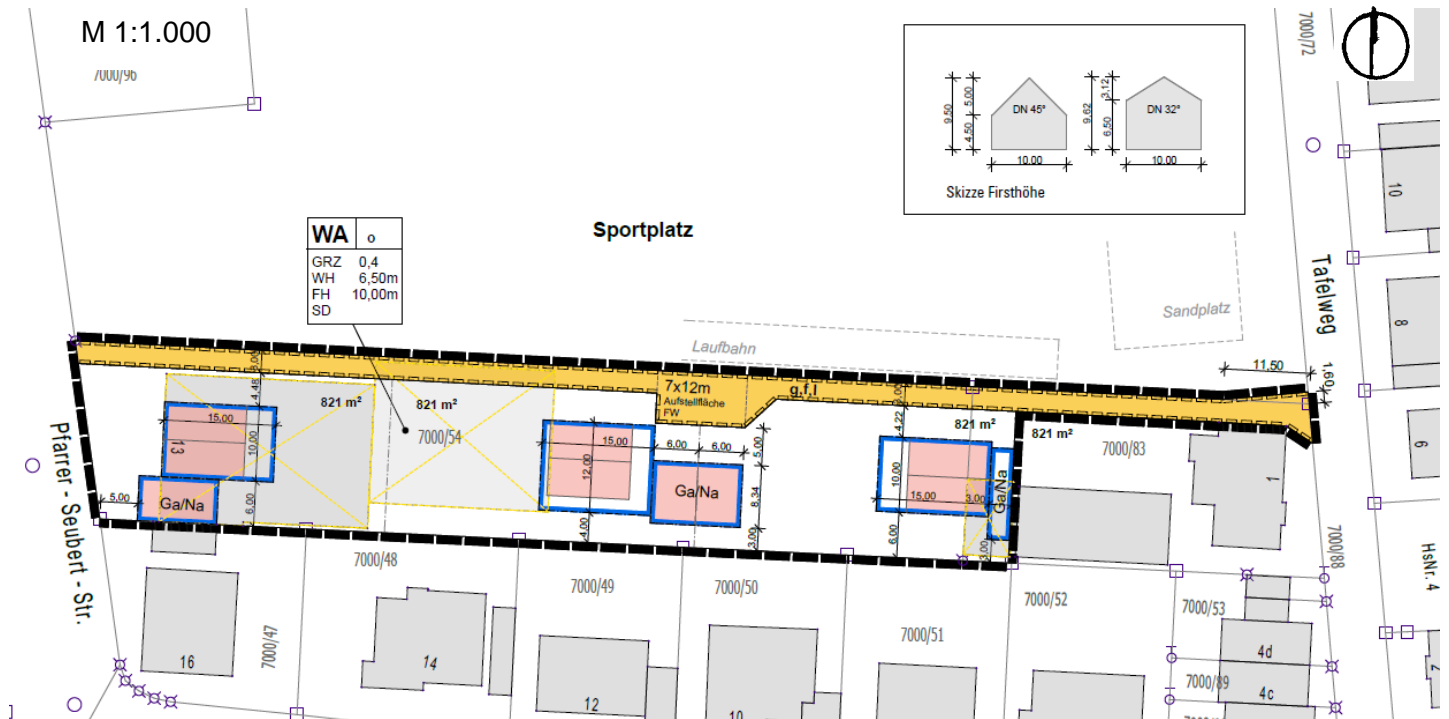 M 1:1.000
7000/96
7000/72
9.50
5.00
4.50
DN 45°
10.00
9.62
3,12
6,50
DN 32°
10.00
Skizze Firsthöhe
10
Sportplatz
WA o
GRZ 0,4
WH 6,50m
FH 10,00m
SD
Tafelweg
Sandplatz
8
Laufbahn
11,50
1,60
3,00
4,48
821 m²
821 m²
7x12m
Aufstellfläche
FW
g,f,l
3,00
4,22
821 m²
821 m²
7000/83
6
15,00
13
10,00
7000/54
15,00
12,00
6,00
6,00
5,00
Ga/Na
8,34
10,00
15,00
3,00
Ga/Na
1
Pfarrer - Seubert - Str.
5,00
Ga/Na
6,00
4,00
3,00
6,00
3,00
7000/88
HsNr. 4
7000/48
7000/49
7000/50
7000/52
7000/53
7000/47
7000/51
16
14
12
10
4d
7000/89
4c
2